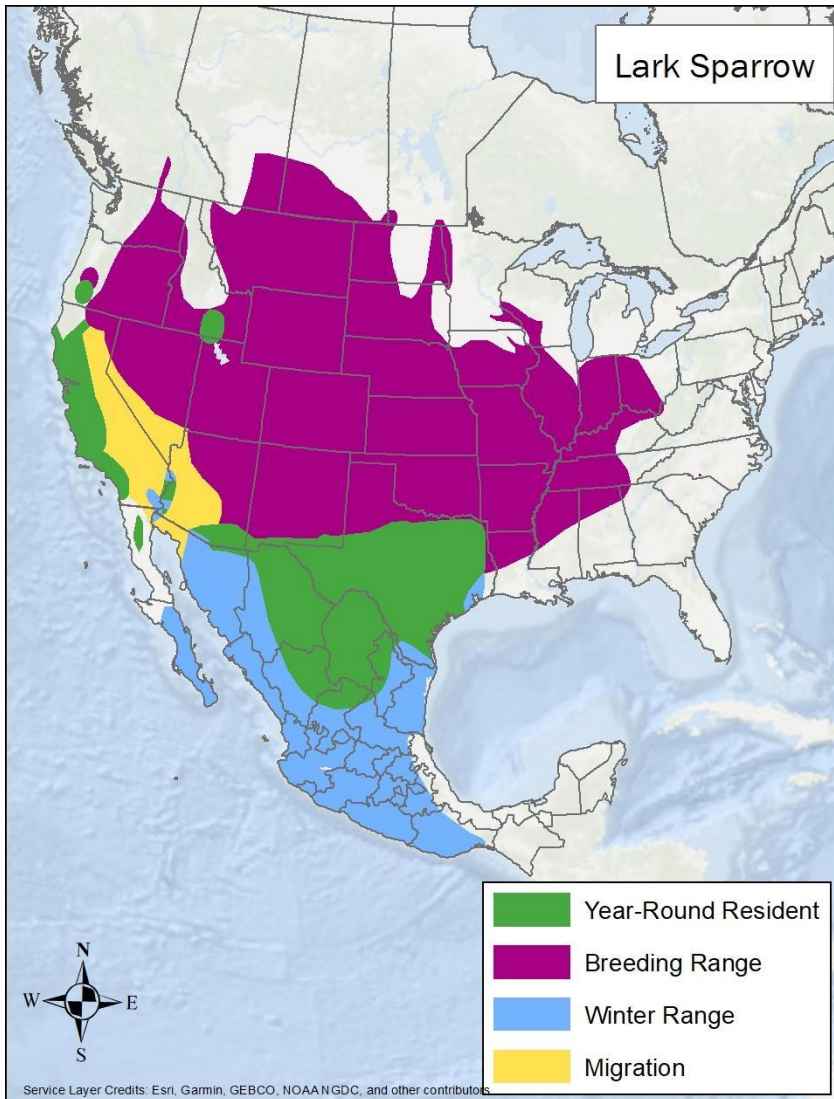 Lark Sparrow
Year-Round Resident
Breeding Range
Winter Range
Migration
N
W
E
S
Service Layer Credits: Esri, Garmin, GEBCO, NOAA NGDC, and other contributors